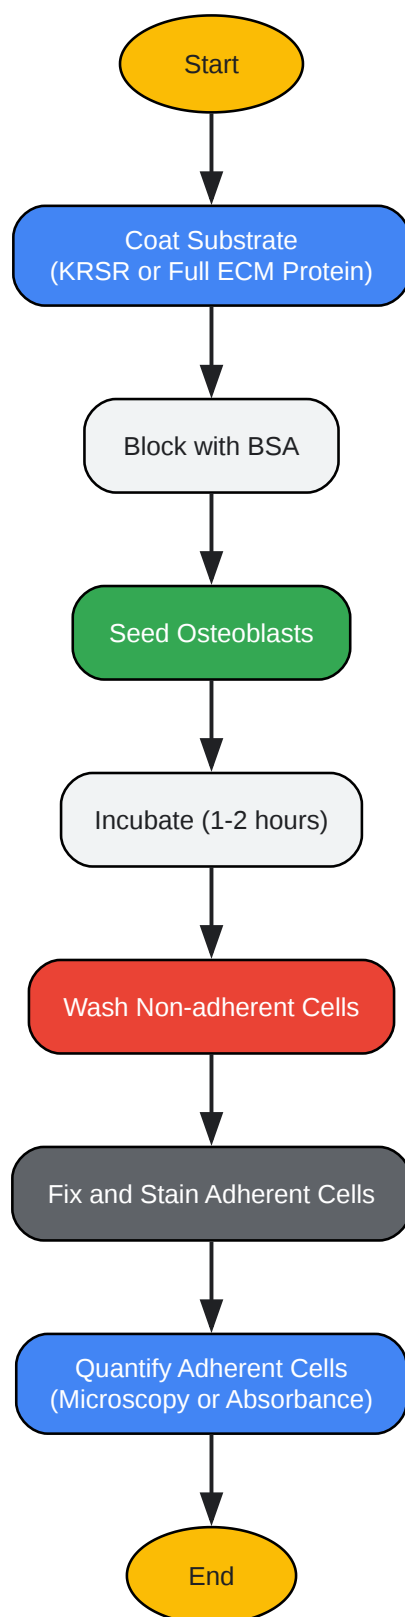 Start
Coat Substrate
(KRSR or Full ECM Protein)
Block with BSA
Seed Osteoblasts
Incubate (1-2 hours)
Wash Non-adherent Cells
Fix and Stain Adherent Cells
Quantify Adherent Cells
(Microscopy or Absorbance)
End